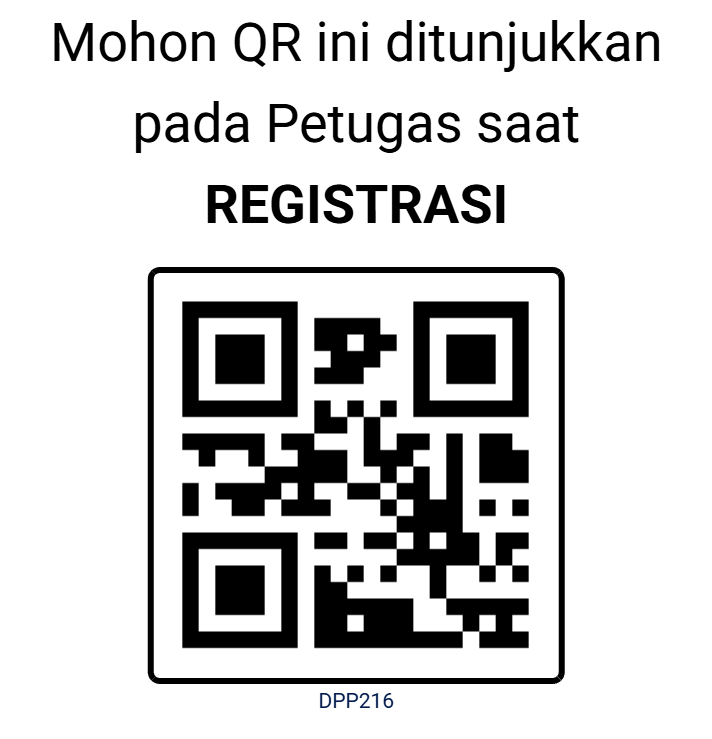 Mohon QR ini ditunjukkan
pada Petugas saat
REGISTRASI
DPP216